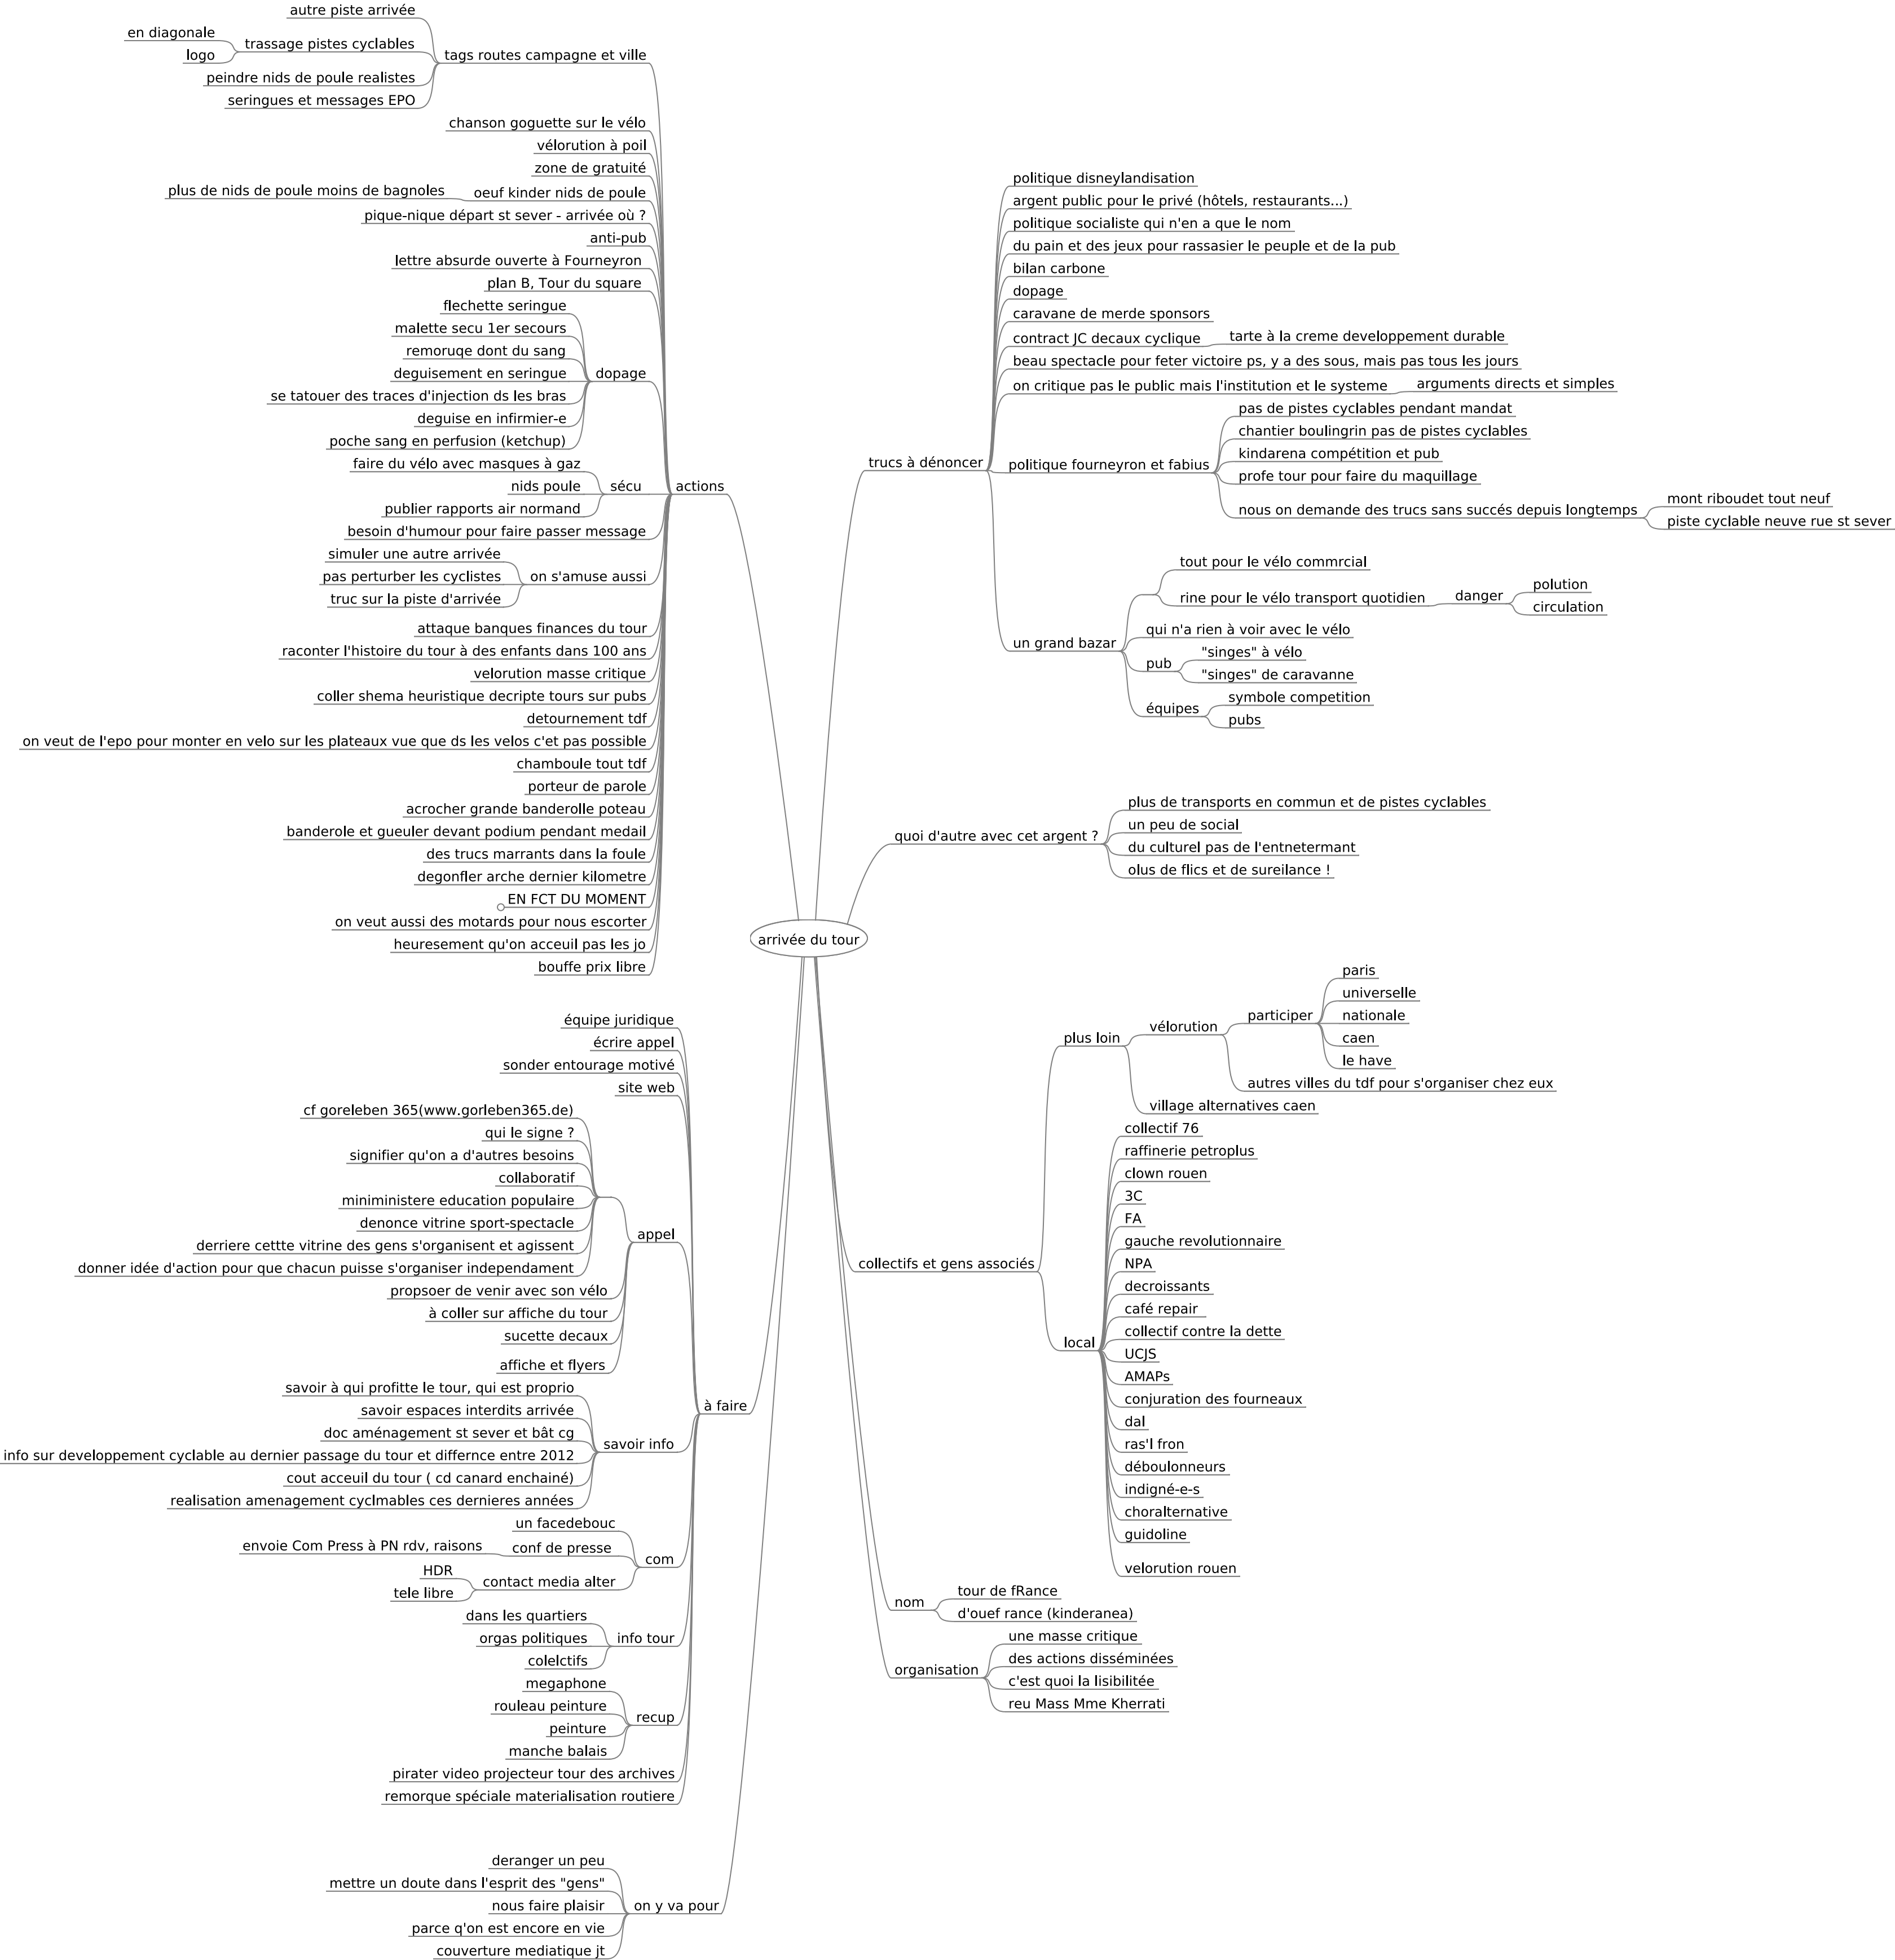 autre piste arrivée
en diagonale
logo
trassage pistes cyclables
peindre nids de poule realistes
seringues et messages EPO
tags routes campagne et ville
chanson goguette sur le vélo
vélorution à poil
zone de gratuité
plus de nids de poule moins de bagnoles
oeuf kinder nids de poule
pique-nique départ st sever - arrivée où ?
anti-pub
lettre absurde ouverte à Fourneyron
plan B, Tour du square
flechette seringue
malette secu 1er secours
remoruqe dont du sang
deguisement en seringue
se tatouer des traces d'injection ds les bras
deguise en infirmier-e
poche sang en perfusion (ketchup)
dopage
faire du vélo avec masques à gaz
nids poule
publier rapports air normand
sécu
besoin d'humour pour faire passer message
simuler une autre arrivée
pas perturber les cyclistes
truc sur la piste d'arrivée
on s'amuse aussi
attaque banques finances du tour
raconter l'histoire du tour à des enfants dans 100 ans
velorution masse critique
coller shema heuristique decripte tours sur pubs
detournement tdf
on veut de l'epo pour monter en velo sur les plateaux vue que ds les velos c'et pas possible
chamboule tout tdf
porteur de parole
acrocher grande banderolle poteau
banderole et gueuler devant podium pendant medail
des trucs marrants dans la foule
degonfler arche dernier kilometre
EN FCT DU MOMENT
on veut aussi des motards pour nous escorter
heuresement qu'on acceuil pas les jo
bouffe prix libre
actions
équipe juridique
écrire appel
sonder entourage motivé
site web
cf goreleben 365(www.gorleben365.de)
qui le signe ?
signifier qu'on a d'autres besoins
collaboratif
miniministere education populaire
denonce vitrine sport-spectacle
derriere cettte vitrine des gens s'organisent et agissent
donner idée d'action pour que chacun puisse s'organiser independament
propsoer de venir avec son vélo
à coller sur affiche du tour
sucette decaux
affiche et flyers
appel
savoir à qui profitte le tour, qui est proprio
savoir espaces interdits arrivée
doc aménagement st sever et bât cg
info sur developpement cyclable au dernier passage du tour et differnce entre 2012
cout acceuil du tour ( cd canard enchainé)
realisation amenagement cyclmables ces dernieres années
savoir info
un facedebouc
envoie Com Press à PN rdv, raisons
conf de presse
HDR
tele libre
contact media alter
com
dans les quartiers
orgas politiques
colelctifs
info tour
megaphone
rouleau peinture
peinture
manche balais
recup
pirater video projecteur tour des archives
remorque spéciale materialisation routiere
à faire
deranger un peu
mettre un doute dans l'esprit des "gens"
nous faire plaisir
parce q'on est encore en vie
couverture mediatique jt
on y va pour
arrivée du tour
trucs à dénoncer
politique disneylandisation
argent public pour le privé (hôtels, restaurants...)
politique socialiste qui n'en a que le nom
du pain et des jeux pour rassasier le peuple et de la pub
bilan carbone
dopage
caravane de merde sponsors
contract JC decaux cyclique
tarte à la creme developpement durable
beau spectacle pour feter victoire ps, y a des sous, mais pas tous les jours
on critique pas le public mais l'institution et le systeme
arguments directs et simples
politique fourneyron et fabius
pas de pistes cyclables pendant mandat
chantier boulingrin pas de pistes cyclables
kindarena compétition et pub
profe tour pour faire du maquillage
nous on demande des trucs sans succés depuis longtemps
mont riboudet tout neuf
piste cyclable neuve rue st sever
un grand bazar
tout pour le vélo commrcial
rine pour le vélo transport quotidien
danger
polution
circulation
qui n'a rien à voir avec le vélo
pub
"singes" à vélo
"singes" de caravanne
équipes
symbole competition
pubs
quoi d'autre avec cet argent ?
plus de transports en commun et de pistes cyclables
un peu de social
du culturel pas de l'entnetermant
olus de flics et de sureilance !
collectifs et gens associés
plus loin
vélorution
participer
paris
universelle
nationale
caen
le have
autres villes du tdf pour s'organiser chez eux
village alternatives caen
local
collectif 76
raffinerie petroplus
clown rouen
3C
FA
gauche revolutionnaire
NPA
decroissants
café repair
collectif contre la dette
UCJS
AMAPs
conjuration des fourneaux
dal
ras'l fron
déboulonneurs
indigné-e-s
choralternative
guidoline
velorution rouen
nom
tour de fRance
d'ouef rance (kinderanea)
organisation
une masse critique
des actions disséminées
c'est quoi la lisibilitée
reu Mass Mme Kherrati